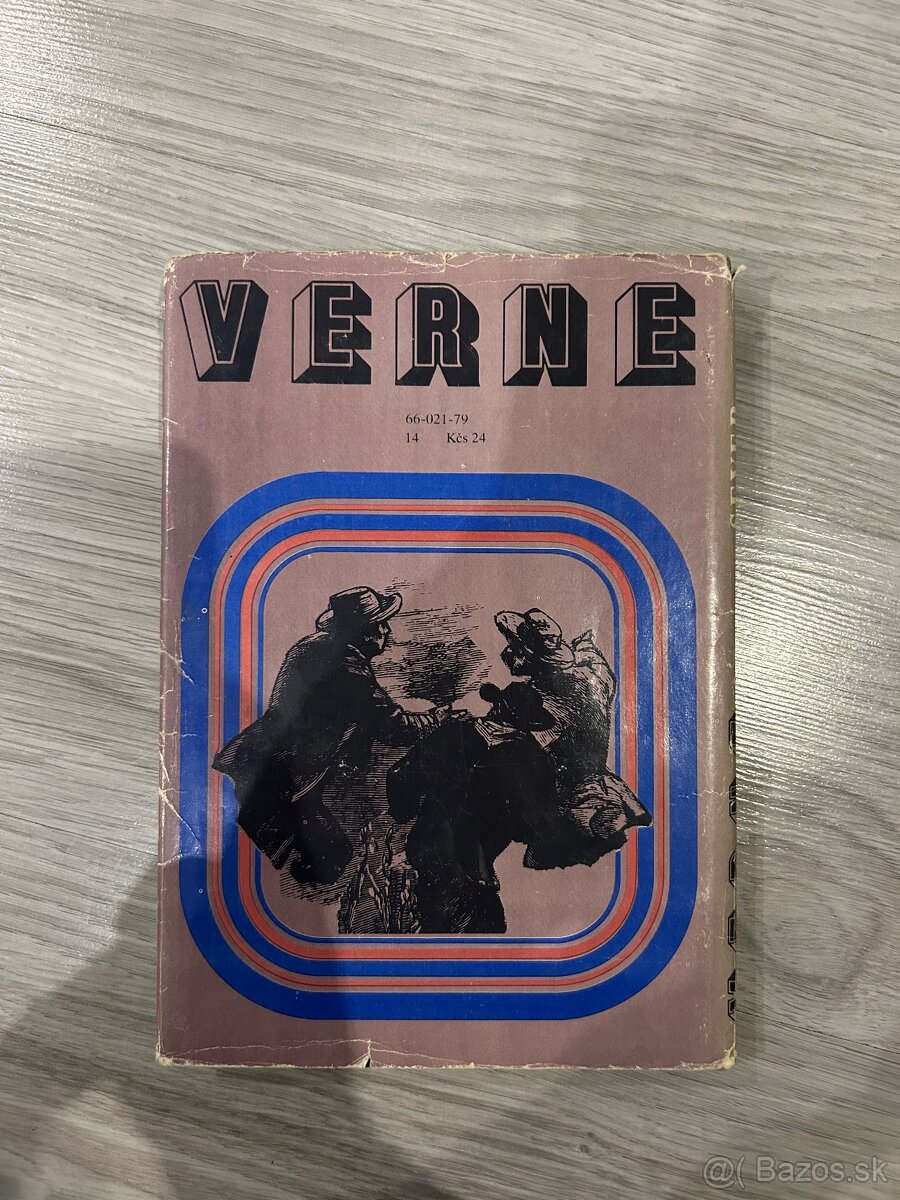 VERNE
66-021-79
14 Kčs 24
@( Bazos.sk